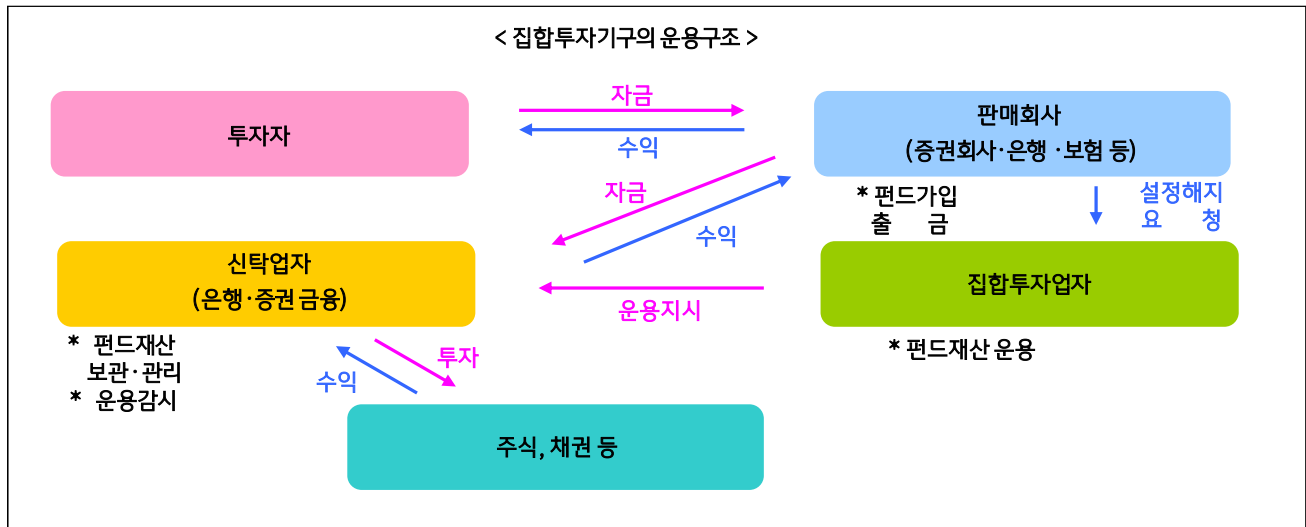 < 집합투자기구의 운용구조 >
투자자
자금
수익
판매회사
(증권회사·은행 ·보험 등)
자금
수익
* 펀드가입
출 금
설정해지
요 청
신탁업자
(은행·증권 금융)
운용지시
집합투자업자
* 펀드재산
보관·관리
* 운용감시
* 펀드재산 운용
투자
수익
주식, 채권 등